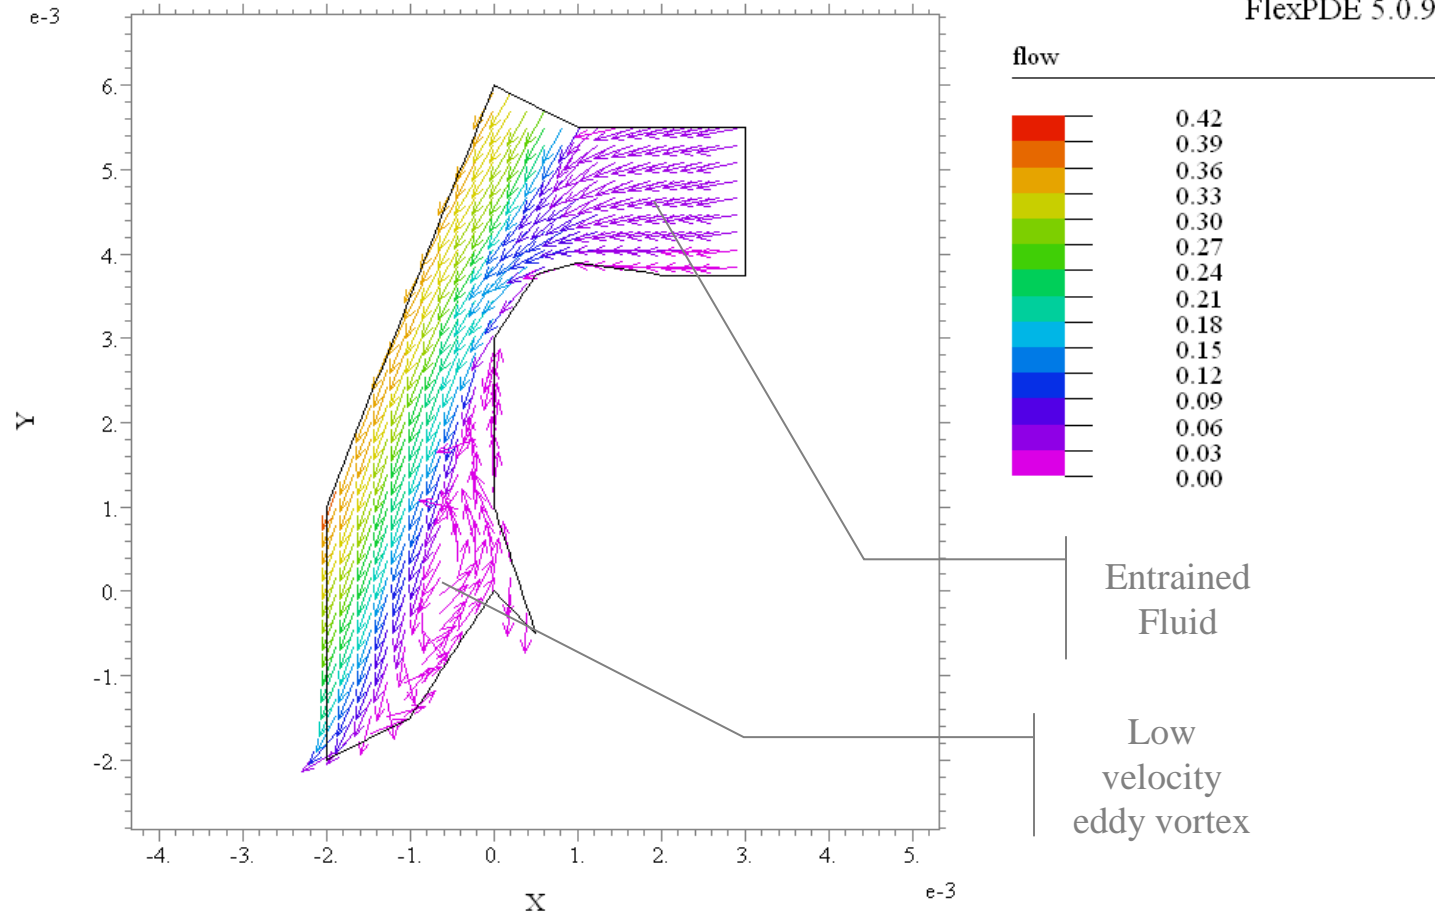 e-3
FlexPDE 5.0.9
flow
0.42
0.39
0.36
0.33
0.30
0.27
0.24
0.21
0.18
0.15
0.12
0.09
0.06
0.03
0.00
6.
5.
4.
3.
2.
1.
0.
-1.
-2.
Y
Entrained
Fluid
Low
velocity
eddy vortex
-4. -3. -2. -1. 0. 1. 2. 3. 4. 5.
X
e-3